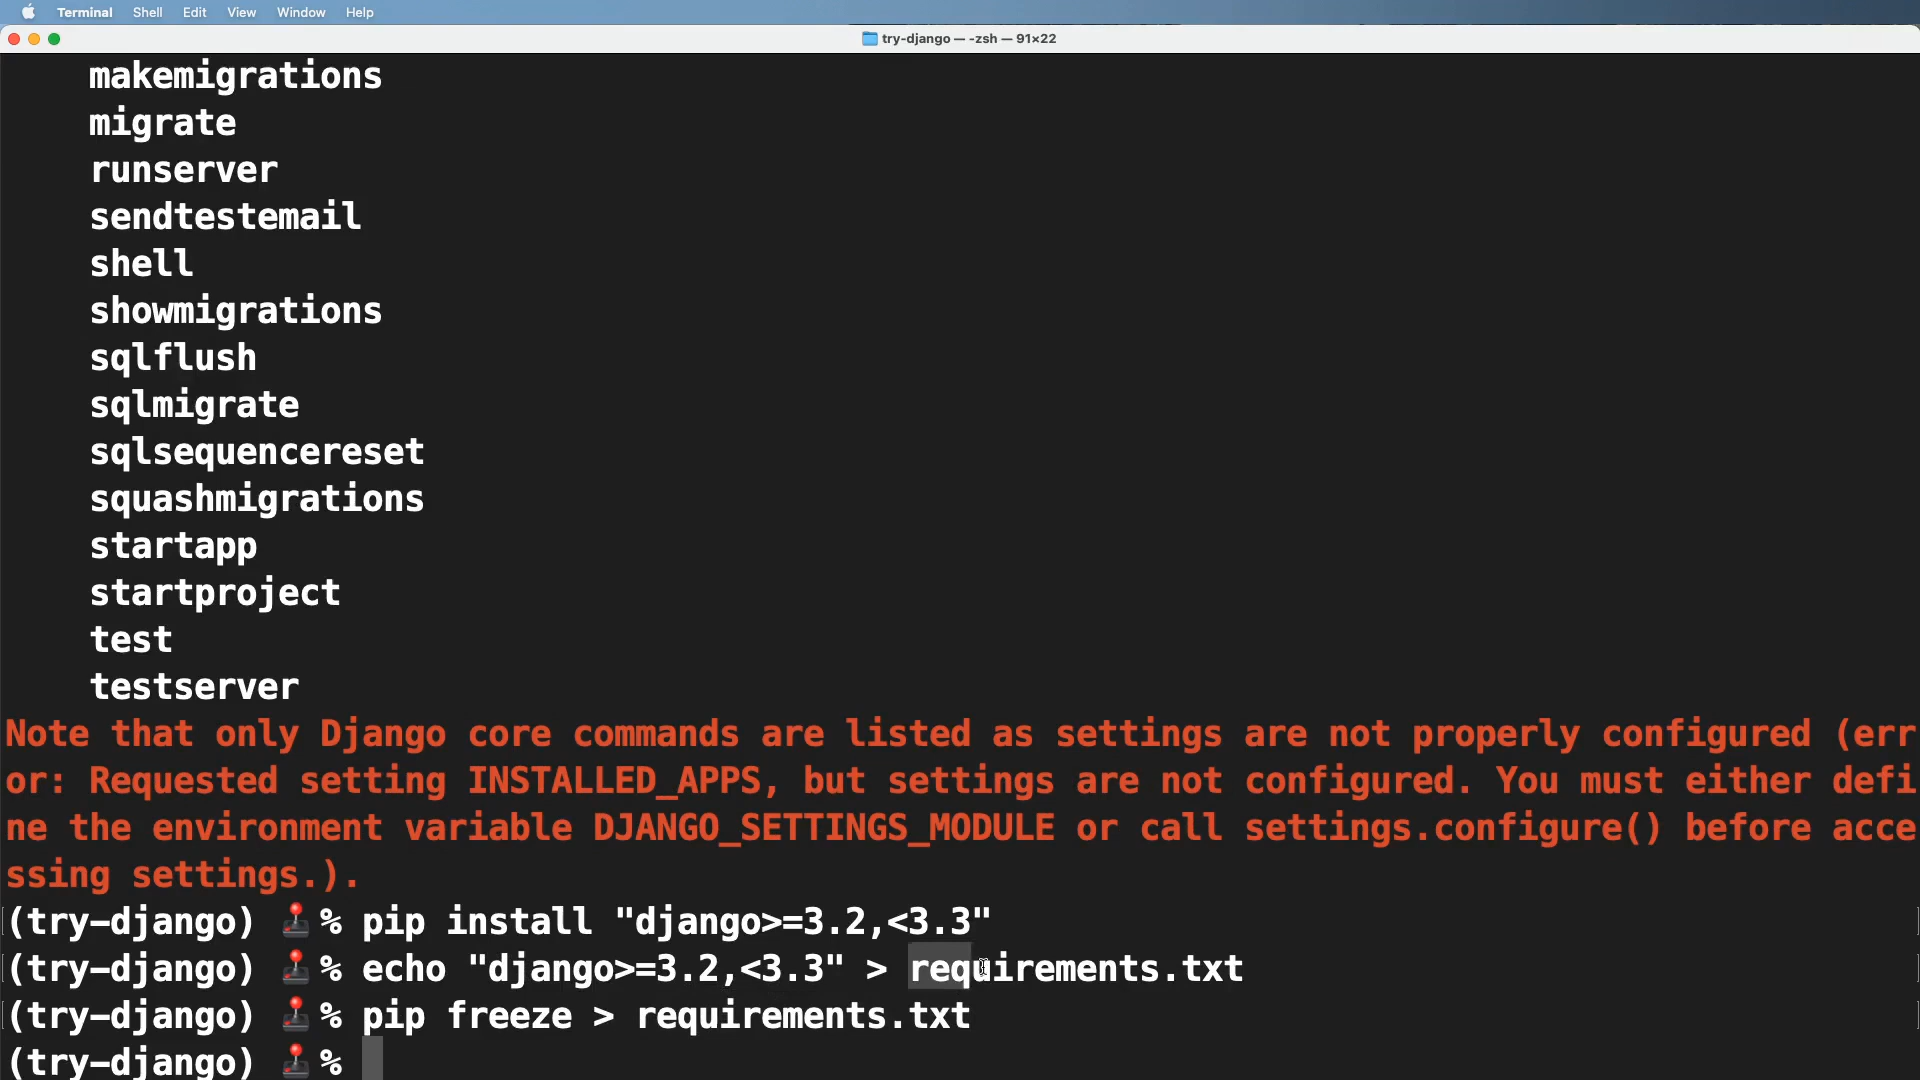 Terminal Shell Edit View Window Help
try-django — -zsh — 91×22
makemigrations
migrate
runserver
sendtestemail
shell
showmigrations
sqlflush
sqlmigrate
sqlsequencereset
squashmigrations
startapp
startproject
test
testserver
Note that only Django core commands are listed as settings are not properly configured (err
or: Requested setting INSTALLED_APPS, but settings are not configured. You must either defi
ne the environment variable DJANGO_SETTINGS_MODULE or call settings.configure() before acce
ssing settings.).
(try-django) 🕹% pip install "django>=3.2,<3.3"
(try-django) 🕹% echo "django>=3.2,<3.3" > requirements.txt
(try-django) 🕹% pip freeze > requirements.txt
(try-django) 🕹%